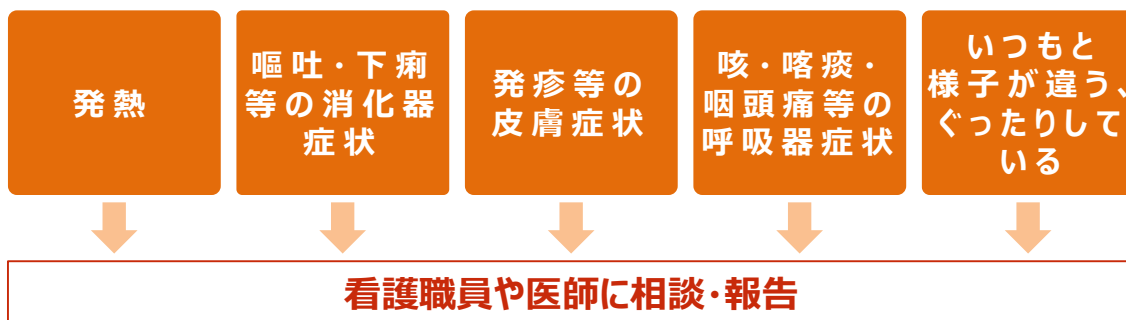 発熱
嘔吐・下痢
等の消化器
症状
発疹等の
皮膚症状
咳・喀痰・
咽頭痛等の
呼吸器症状
いつもと
様子が違う、
ぐったりして
いる
看護職員や医師に相談・報告